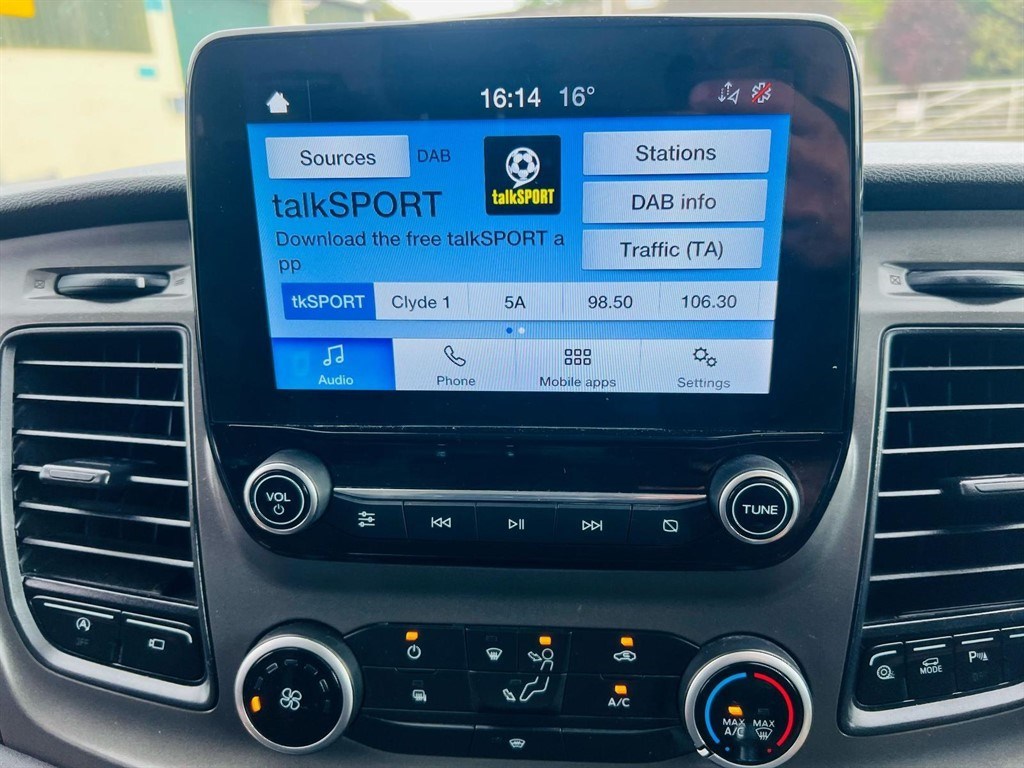 16:14 16°
Sources DAB
talkSPORT
Stations
talkSPORT
DAB info
Download the free talkSPORT a
pp
Traffic (TA)
tkSPORT Clyde 1 5A 98.50 106.30
Audio Phone Mobile apps Settings
VOL
TUNE
A
OFF
MODE
P
A/C
MAX
A/C
MAX